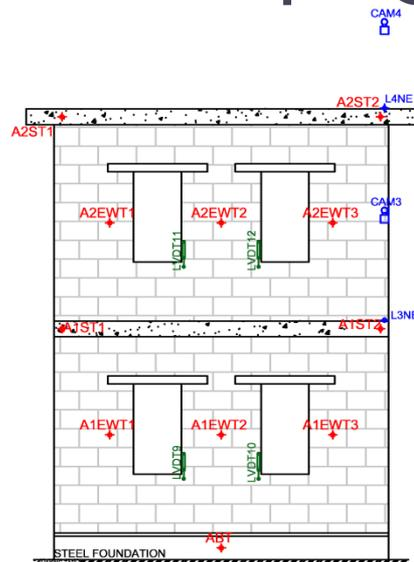 CAM4
A2ST2 L4NE
A2ST1
A2EWT1 A2EWT2 A2EWT3
CAM3
LVDT11 LVDT12
A1ST1 A1ST2 L3NE
A1EWT1 A1EWT2 A1EWT3
LVDT9 LVDT10
ABT
STEEL FOUNDATION